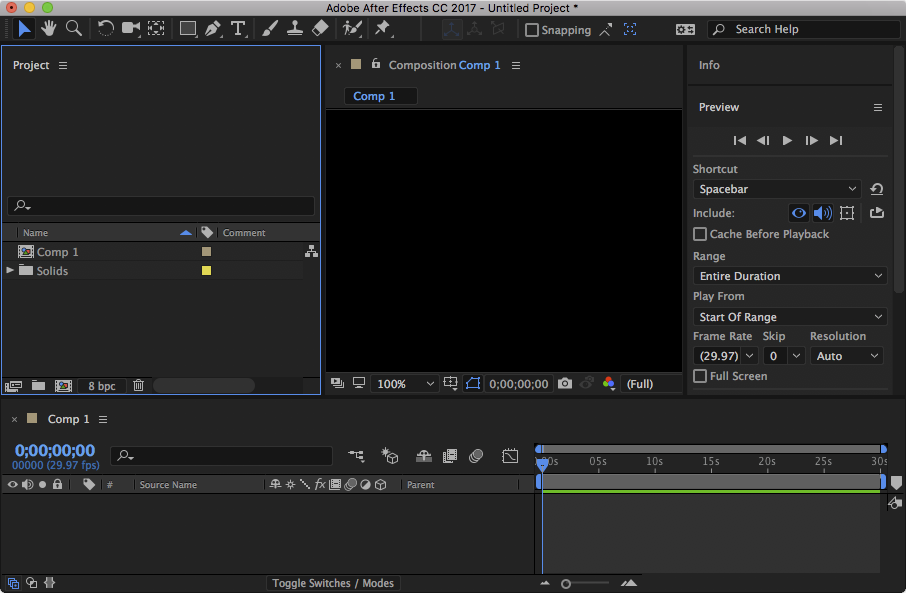 Adobe After Effects CC 2017 - Untitled Project *
Snapping
Search Help
Project
Name Comment
Comp 1
Solids
8 bpc
Composition Comp 1
Comp 1
100% 0;00;00;00 (Full)
Info
Preview
Shortcut
Spacebar
Include:
Cache Before Playback
Range
Entire Duration
Play From
Start Of Range
Frame Rate Skip Resolution
(29.97) 0 Auto
Full Screen
Comp 1
0;00;00;00
00000 (29.97 fps)
:00s 05s 10s 15s 20s 25s 30s
# Source Name fx Parent
Toggle Switches / Modes